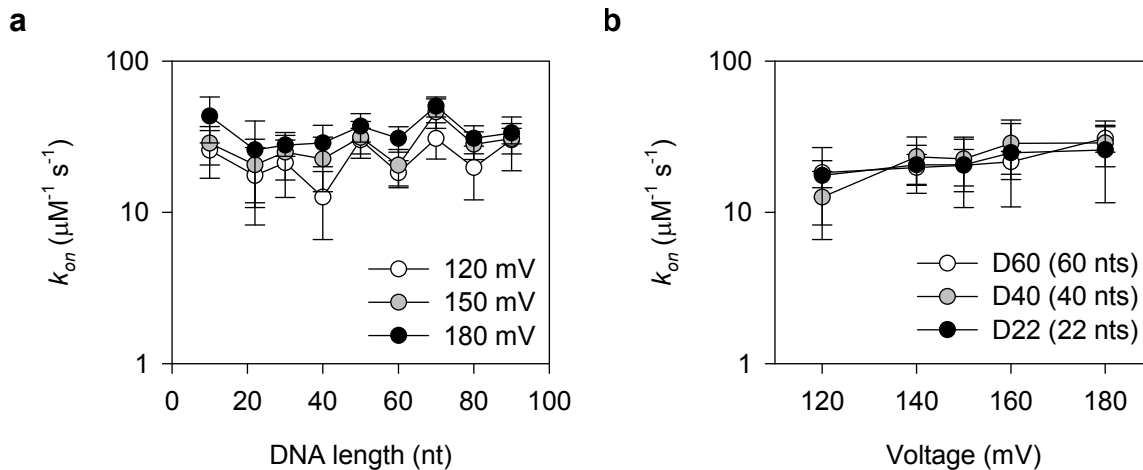 a
100
10
1
kon (μM-1 s-1)
120 mV
150 mV
180 mV
0 20 40 60 80 100
DNA length (nt)
b
100
10
1
kon (μM-1 s-1)
D60 (60 nts)
D40 (40 nts)
D22 (22 nts)
120 140 160 180
Voltage (mV)